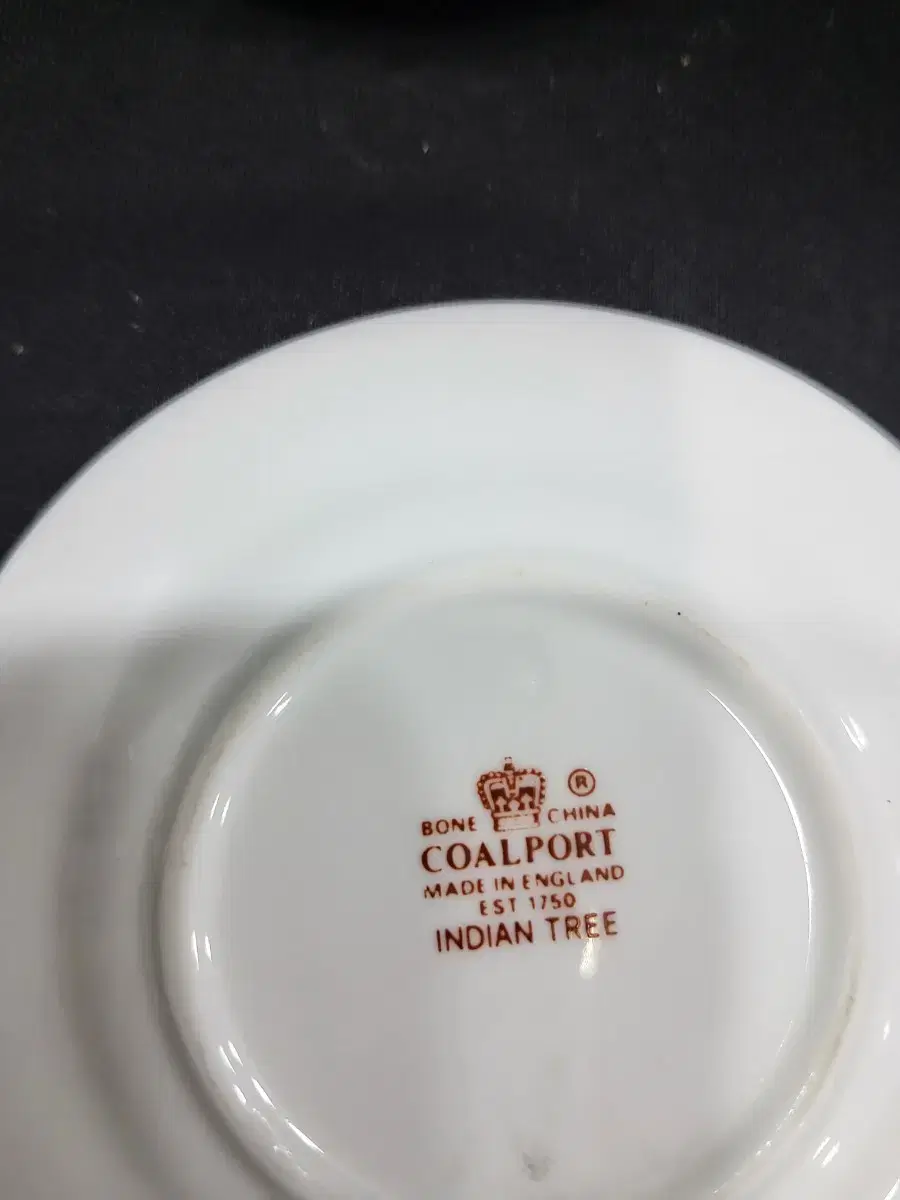 ®
BONE CHINA
COALPORT
MADE IN ENGLAND
EST 1750
INDIAN TREE